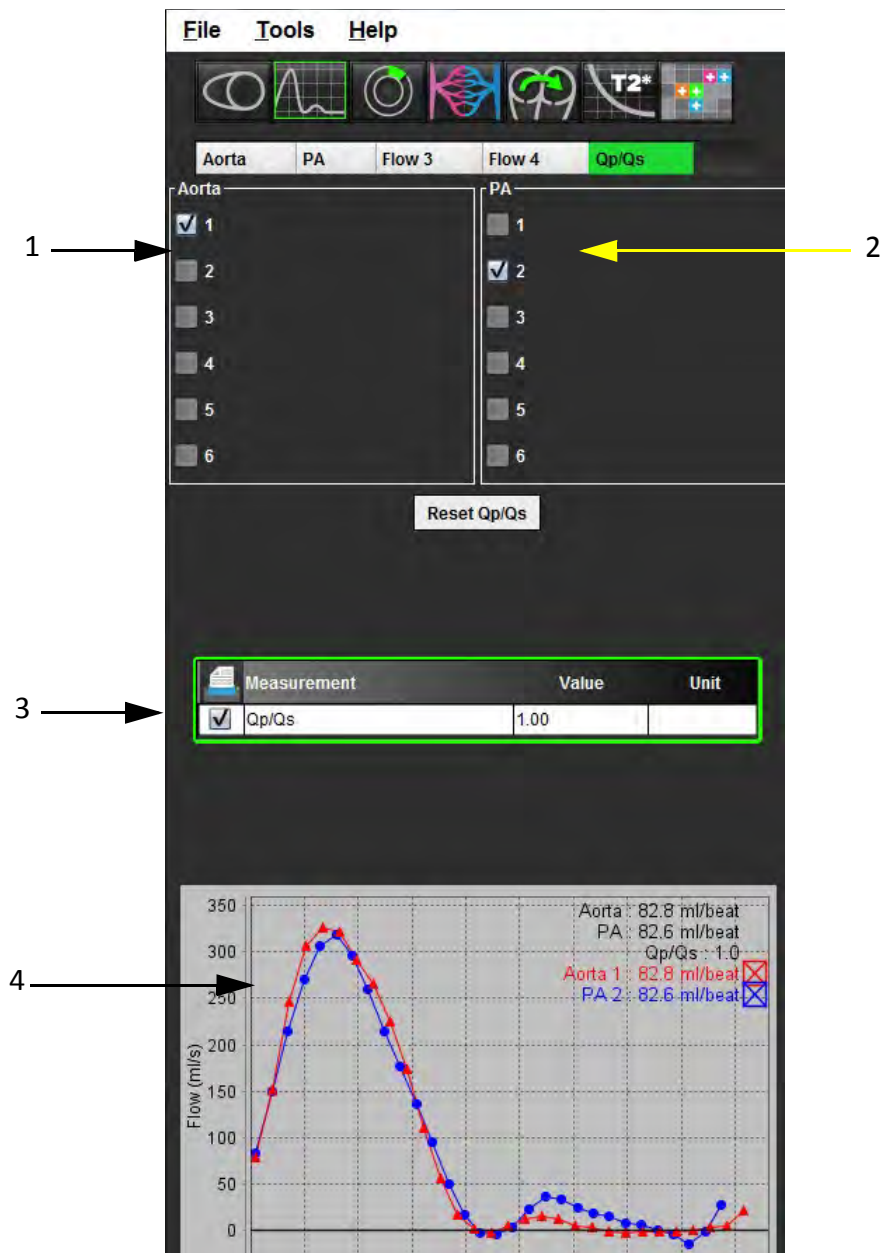 File Tools Help
T2*
Aorta PA Flow 3 Flow 4 Qp/Qs
Aorta
1
2
3
4
5
6
PA
1
2
3
4
5
6
1
2
Reset Qp/Qs
Measurement Value Unit
Qp/Qs 1.00
3
4
Aorta : 82.8 ml/beat
PA : 82.6 ml/beat
Qp/Qs : 1.0
Aorta 1 : 82.8 ml/beat
PA 2 : 82.6 ml/beat
Flow (ml/s)
350
300
250
200
150
100
50
0